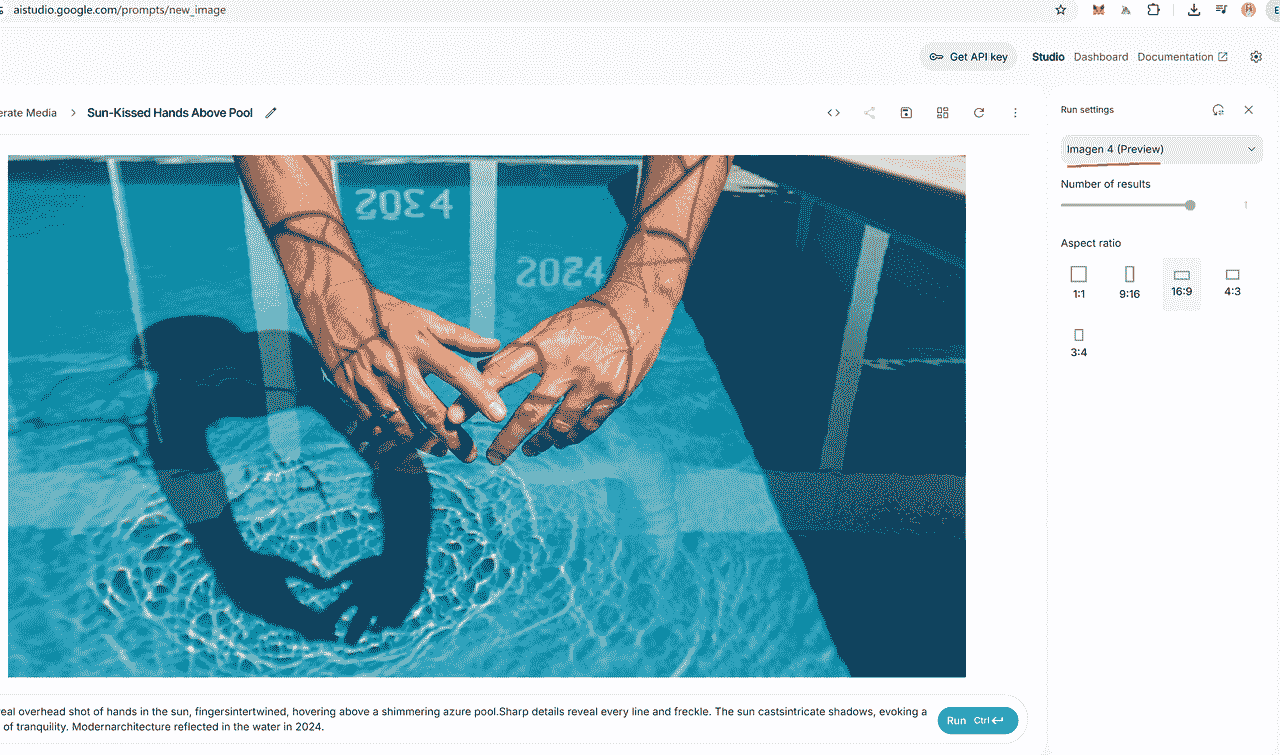 aistudio.google.com/prompts/new_image
Get API key
Studio
Dashboard
Documentation
erate Media > Sun-Kissed Hands Above Pool
Run settings
Imagen 4 (Preview)
Number of results
1
Aspect ratio
1:1
9:16
16:9
4:3
3:4
2024
eal overhead shot of hands in the sun, fingersintertwined, hovering above a shimmering azure pool.Sharp details reveal every line and freckle. The sun castsintricate shadows, evoking a
of tranquility. Modernarchitecture reflected in the water in 2024.
Run Ctrl